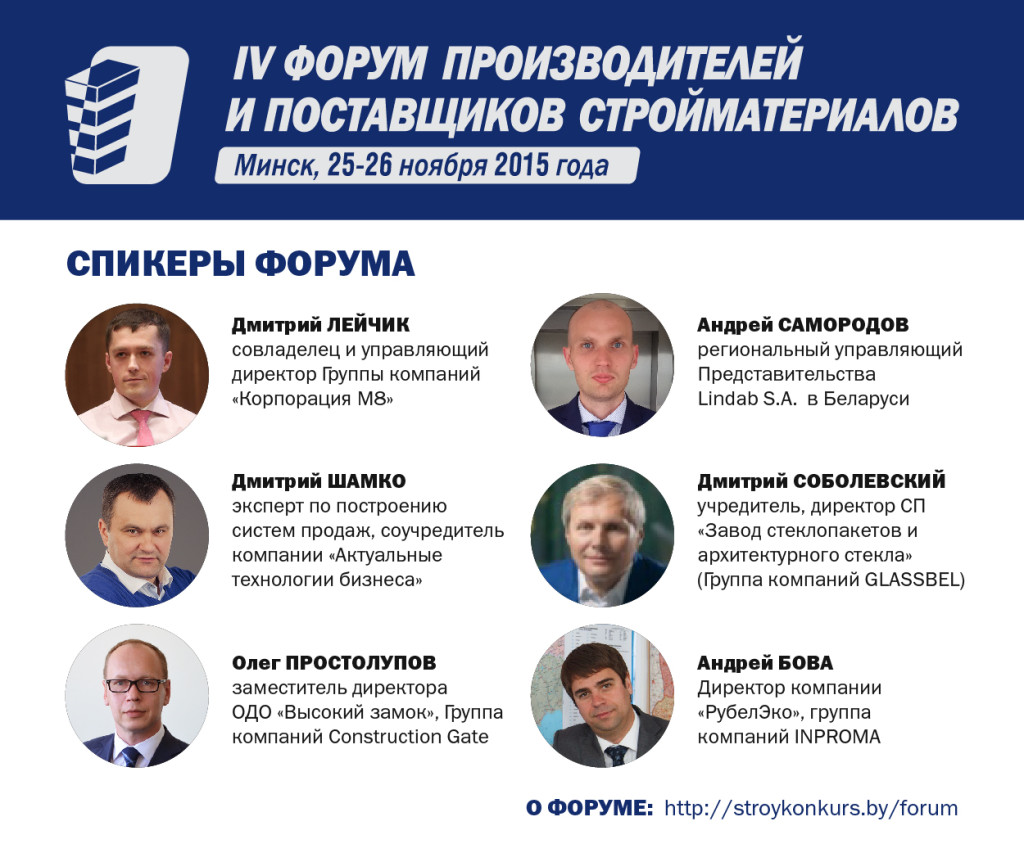 IV ФОРУМ ПРОИЗВОДИТЕЛЕЙ
И ПОСТАВЩИКОВ СТРОЙМАТЕРИАЛОВ
Минск, 25-26 ноября 2015 года
СПИКЕРЫ ФОРУМА
Дмитрий ЛЕЙЧИК
совладелец и управляющий
директор Группы компаний
«Корпорация М8»
Андрей САМОРОДОВ
региональный управляющий
Представительства
Lindab S.A. в Беларуси
Дмитрий ШАМКО
эксперт по построению
систем продаж, соучредитель
компании «Актуальные
технологии бизнеса»
Дмитрий СОБОЛЕВСКИЙ
учредитель, директор СП
«Завод стеклопакетов и
архитектурного стекла»
(Группа компаний GLASSBEL)
Олег ПРОСТОЛУПОВ
заместитель директора
ОДО «Высокий замок», Группа
компаний Construction Gate
Андрей БОВА
Директор компании
«РубелЭко», группа
компаний INPROMA
О ФОРУМЕ: http://stroykonkurs.by/forum